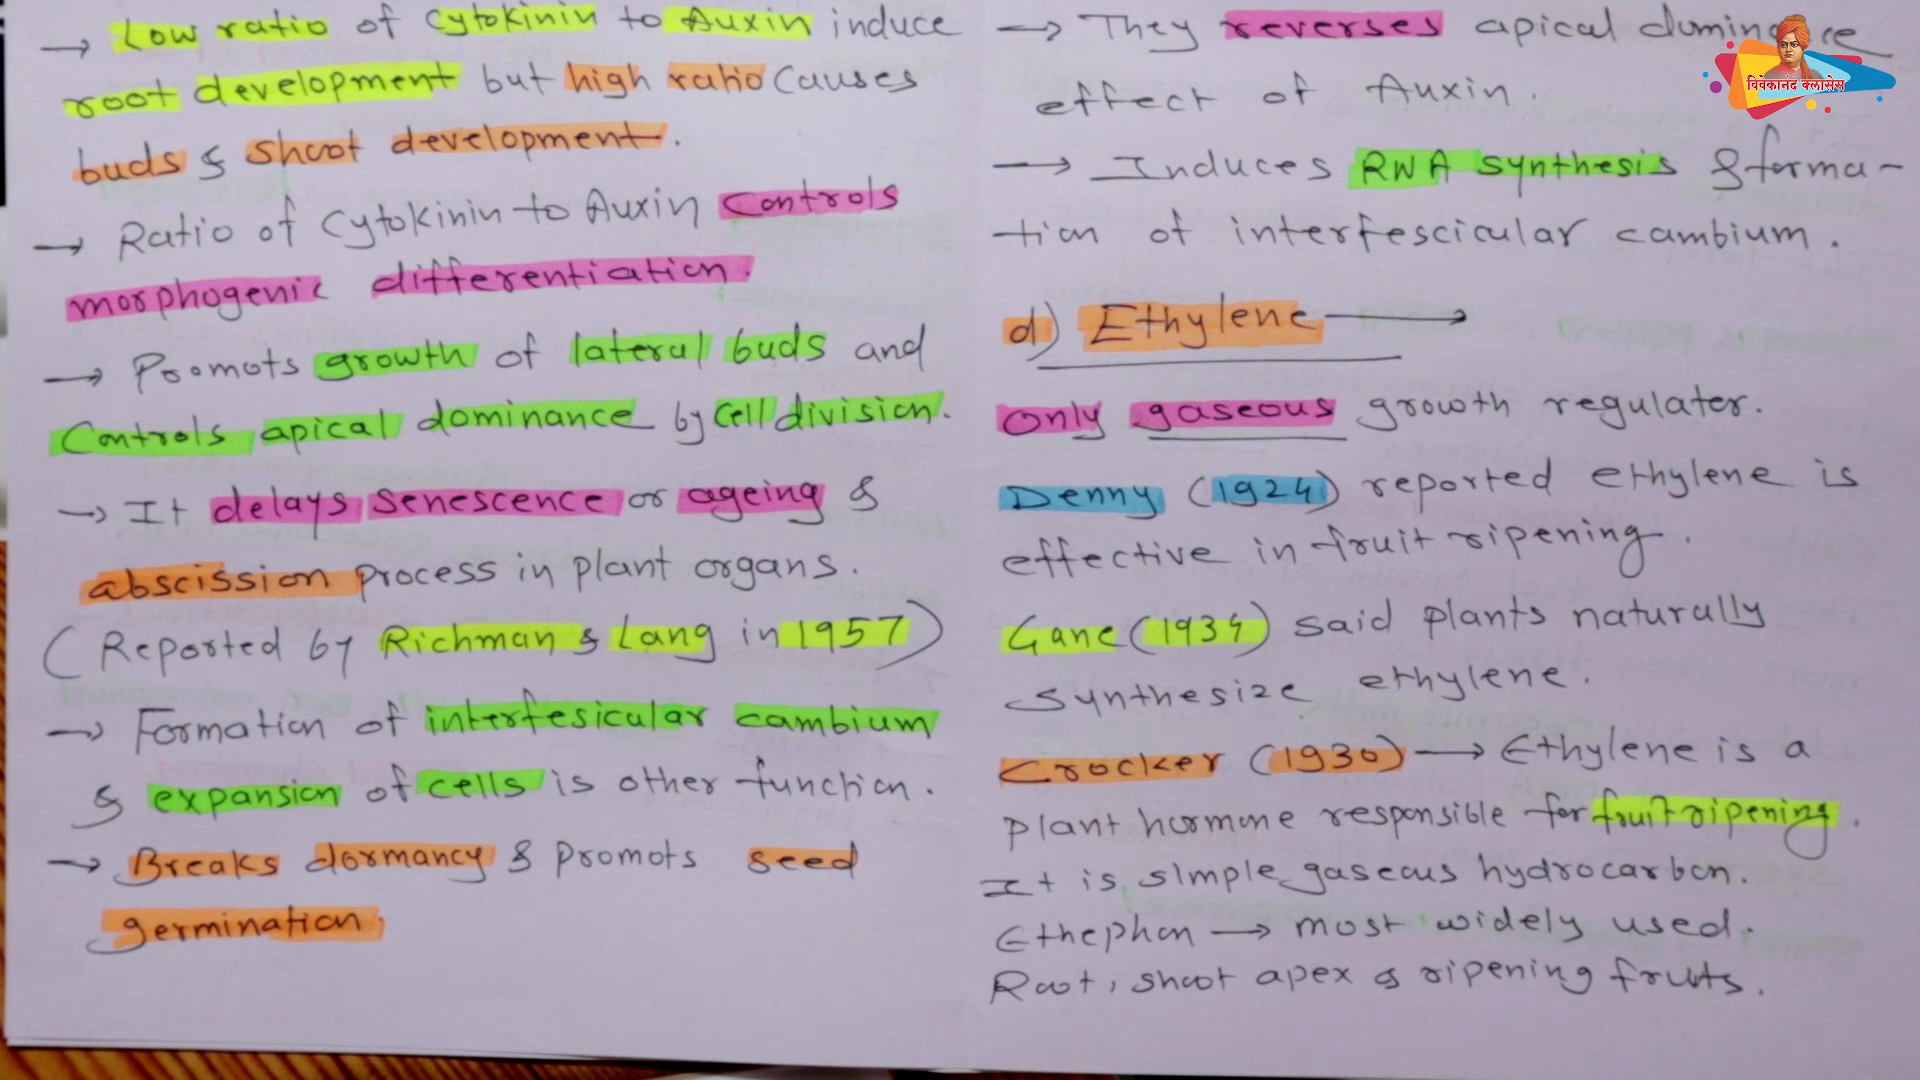 → Low ratio of cytokinin to Auxin induce
root development but high ratio causes
buds & shoot development.
→ Ratio of cytokinin to Auxin controls
morphogenic differentiation.
→ Promots growth of lateral buds and
Controls apical dominance by cell division.
→ It delays senescence or ageing &
abscission process in plant organs.
(Reported by Richman & Lang in 1957)
→ Formation of interfesicular cambium
& expansion of cells is other function.
→ Breaks dormancy & promots seed
germination.
→ They reverses apical dominance
effect of Auxin.
→ Induces RNA synthesis & forma-
-tion of interfescicular cambium.
d) Ethylene →
Only gaseous growth regulater.
Denny (1924) reported ethylene is
effective in fruit ripening.
Gane (1934) said plants naturally
synthesize ethylene.
Crocker (1930) → Ethylene is a
plant hormone responsible for fruit ripening.
It is simple gaseous hydrocarbon.
Ethephon → most widely used.
Root, shoot apex & ripening fruits.
विवेकानंद क्लासेस